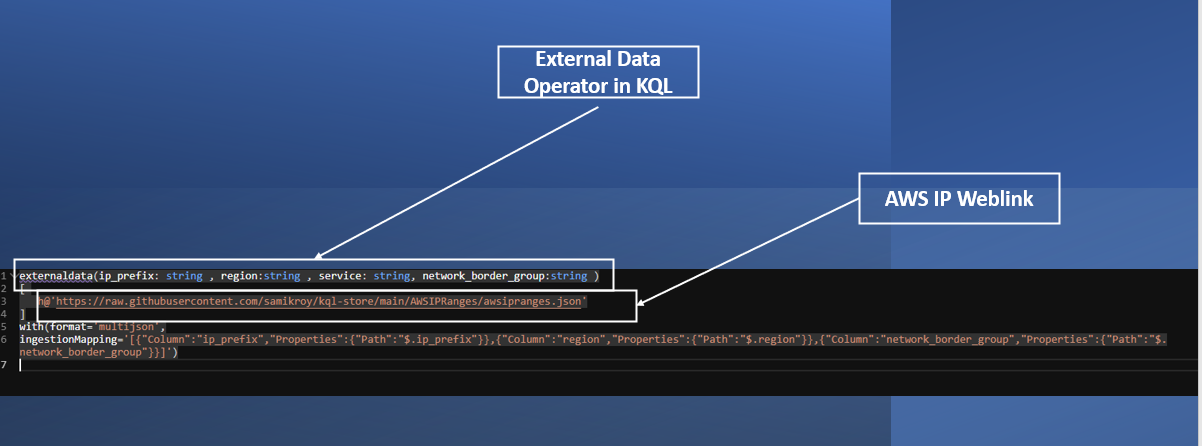 External Data
Operator in KQL
AWS IP Weblink
1 externaldata(ip_prefix: string , region:string , service: string, network_border_group:string )
2 [
3 h@'https://raw.githubusercontent.com/samikroy/kql-store/main/AWSIPRanges/awsipranges.json'
4 ]
5 with(format='multijson',
6 ingestionMapping='[{"Column":"ip_prefix","Properties":{"Path":"$.ip_prefix"}},{"Column":"region","Properties":{"Path":"$.region"}},{"Column":"network_border_group","Properties":{"Path":"$.
network_border_group"}}]')
7